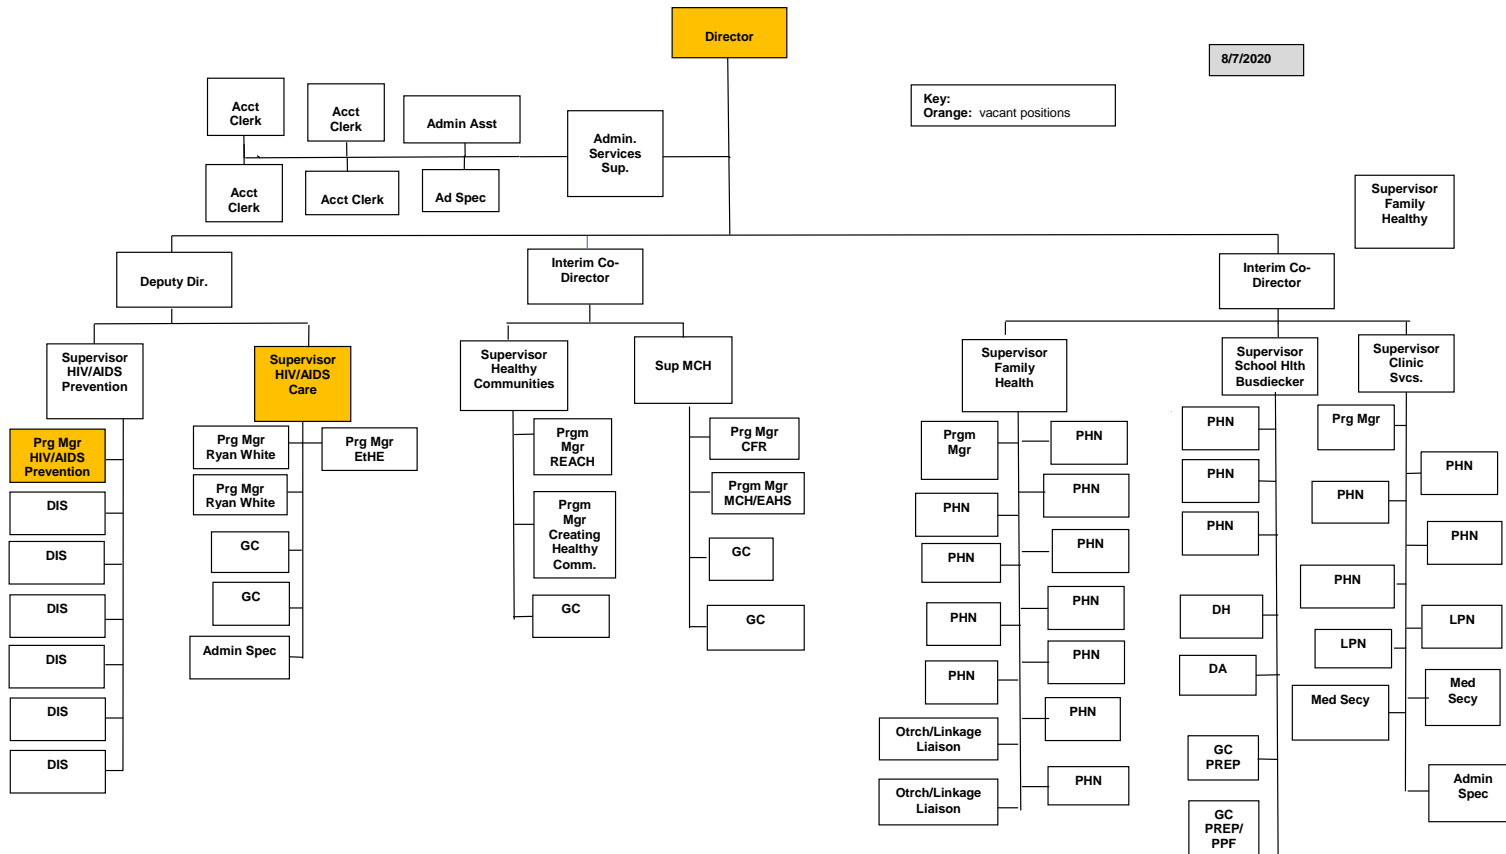 Director
8/7/2020
Key:
Orange: vacant positions
Acct
Clerk
Acct
Clerk
Admin Asst
Admin.
Services
Sup.
Acct
Clerk
Acct Clerk
Ad Spec
Supervisor
Family
Healthy
Deputy Dir.
Interim Co-
Director
Interim Co-
Director
Supervisor
HIV/AIDS
Prevention
Supervisor
HIV/AIDS
Care
Supervisor
Healthy
Communities
Sup MCH
Supervisor
Family
Health
Supervisor
School Hlth
Busdiecker
Supervisor
Clinic
Svcs.
Prg Mgr
HIV/AIDS
Prevention
DIS
DIS
DIS
DIS
DIS
DIS
Prg Mgr
Ryan White
Prg Mgr
EtHE
Prg Mgr
Ryan White
GC
GC
Admin Spec
Prgm
Mgr
REACH
Prgm
Mgr
Creating
Healthy
Comm.
GC
Prg Mgr
CFR
Prgm Mgr
MCH/EAHS
GC
GC
Prgm
Mgr
PHN
PHN
PHN
PHN
PHN
PHN
PHN
PHN
PHN
PHN
Otrch/Linkage
Liaison
Otrch/Linkage
Liaison
PHN
PHN
PHN
PHN
DH
DA
GC
PREP
GC
PREP/
PPF
Prg Mgr
PHN
PHN
PHN
PHN
LPN
LPN
Med
Secy
Med Secy
Admin
Spec